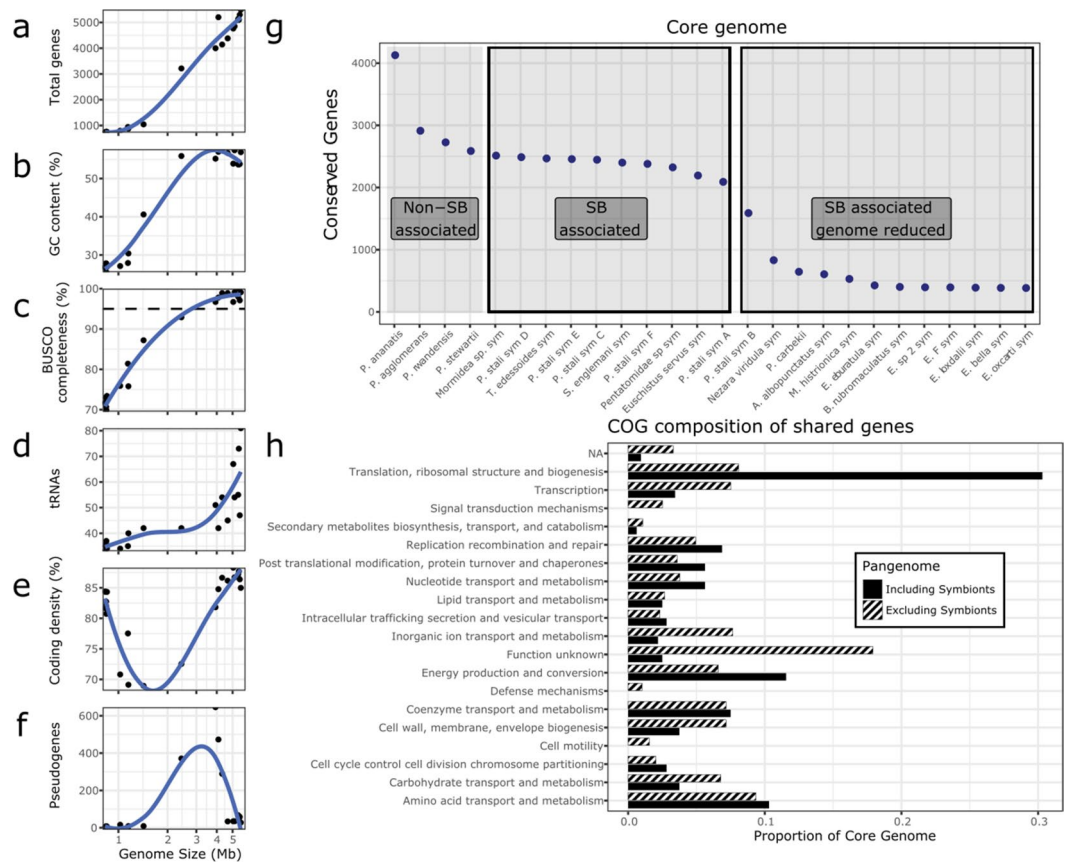 a
Total genes
5000
4000
3000
2000
1000
b
GC content (%)
50
40
30
c
BUSCO
completeness (%)
100
90
80
70
d
tRNAs
80
70
60
50
40
e
Coding density (%)
85
80
75
70
f
Pseudogenes
600
400
200
0
1 2 3 4 5
Genome Size (Mb)
g
Core genome
Conserved Genes
4000
3000
2000
1000
0
Non−SB
associated
SB
associated
SB associated
genome reduced
P. ananatis
P. agglomerans
P. rwandensis
P. stewartii
Mormidea sp. sym
P. stali sym D
T. edessoides sym
P. stali sym E
P. stali sym C
S. englemani sym
P. stali sym F
Pentatomidae sp sym
Euschistus servus sym
P. stali sym A
P. stali sym B
Nezara viridula sym
P. carbekii
A. albopunctatus sym
M. histrionica sym
E. eburatula sym
B. rubromaculatus sym
E. sp 2 sym
E. F sym
E. loxdalii sym
E. bella sym
E. oxcarti sym
h
COG composition of shared genes
NA
Translation, ribosomal structure and biogenesis
Transcription
Signal transduction mechanisms
Secondary metabolites biosynthesis, transport, and catabolism
Replication recombination and repair
Post translational modification, protein turnover and chaperones
Nucleotide transport and metabolism
Lipid transport and metabolism
Intracellular trafficking secretion and vesicular transport
Inorganic ion transport and metabolism
Function unknown
Energy production and conversion
Defense mechanisms
Coenzyme transport and metabolism
Cell wall, membrane, envelope biogenesis
Cell motility
Cell cycle control cell division chromosome partitioning
Carbohydrate transport and metabolism
Amino acid transport and metabolism
Pangenome
Including Symbionts
Excluding Symbionts
0.0 0.1 0.2 0.3
Proportion of Core Genome